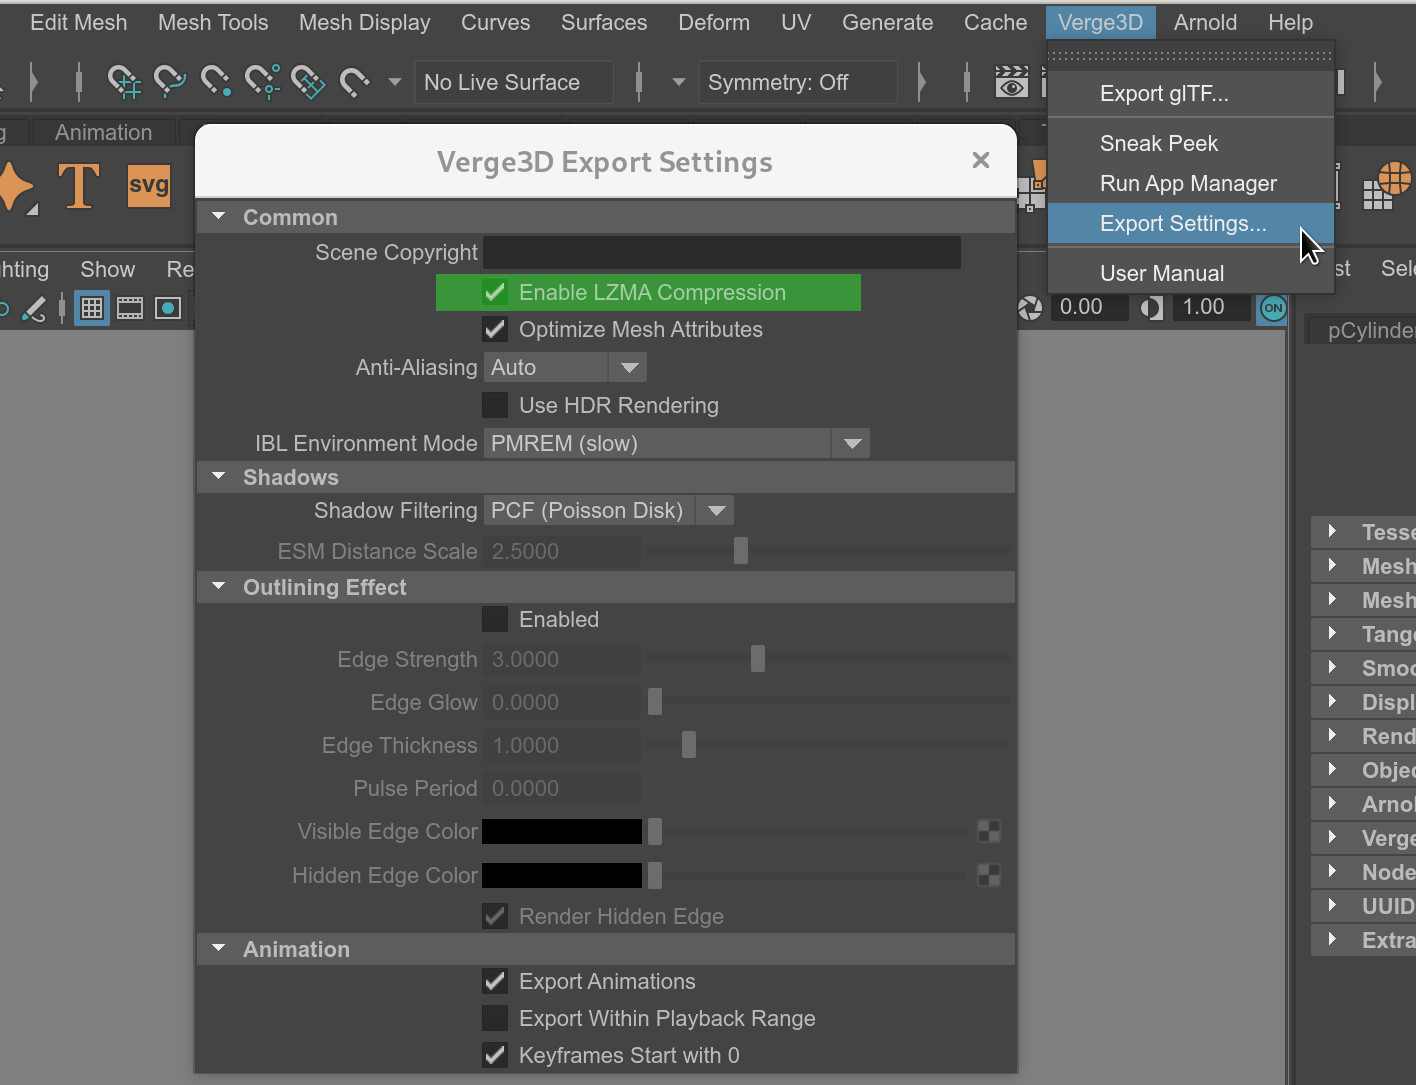 Edit Mesh Mesh Tools Mesh Display Curves Surfaces Deform UV Generate Cache Verge3D Arnold Help
No Live Surface Symmetry: Off
Export glTF...
g Animation
Sneak Peek
Verge3D Export Settings
T svg
Run App Manager
Export Settings...
Common
Scene Copyright
hting Show Re
st Sele
User Manual
Enable LZMA Compression
0.00 1.00 ON
Optimize Mesh Attributes
pCylinder
Anti-Aliasing Auto
Use HDR Rendering
IBL Environment Mode PMREM (slow)
Shadows
Shadow Filtering PCF (Poisson Disk)
Tesse
ESM Distance Scale 2.5000
Mesh
Outlining Effect
Mesh
Enabled
Tange
Edge Strength 3.0000
Smoo
Edge Glow 0.0000
Displ
Edge Thickness 1.0000
Rend
Objec
Pulse Period 0.0000
Arnol
Visible Edge Color
Verge
Hidden Edge Color
Node
UUID
Render Hidden Edge
Extra
Animation
Export Animations
Export Within Playback Range
Keyframes Start with 0